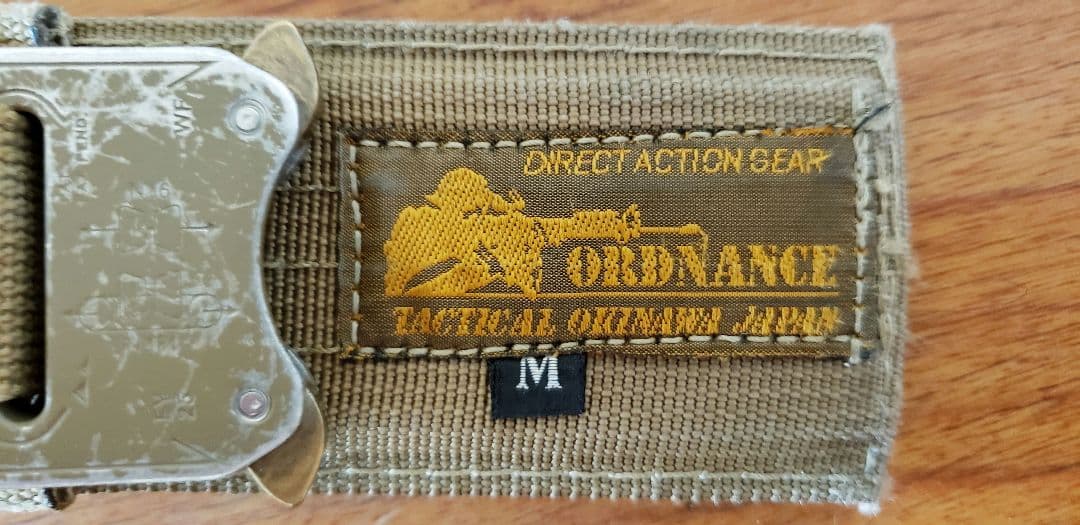 DIRECT ACTION GEAR
ORDNANCE
TACTICAL OKINAWA JAPAN
M